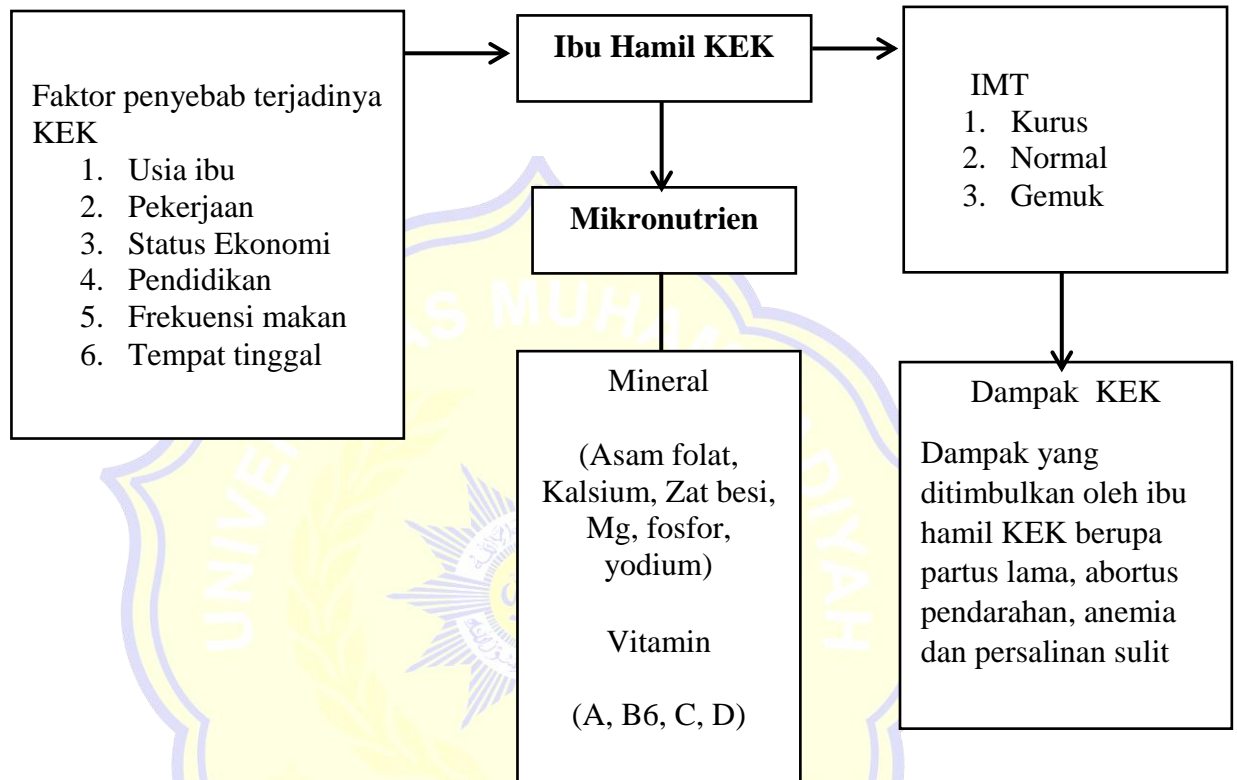 Faktor penyebab terjadinya
KEK
1. Usia ibu
2. Pekerjaan
3. Status Ekonomi
4. Pendidikan
5. Frekuensi makan
6. Tempat tinggal
Ibu Hamil KEK
Mikronutrien
Mineral
(Asam folat,
Kalsium, Zat besi,
Mg, fosfor,
yodium)
Vitamin
(A, B6, C, D)
IMT
1. Kurus
2. Normal
3. Gemuk
Dampak KEK
Dampak yang
ditimbulkan oleh ibu
hamil KEK berupa
partus lama, abortus
pendarahan, anemia
dan persalinan sulit